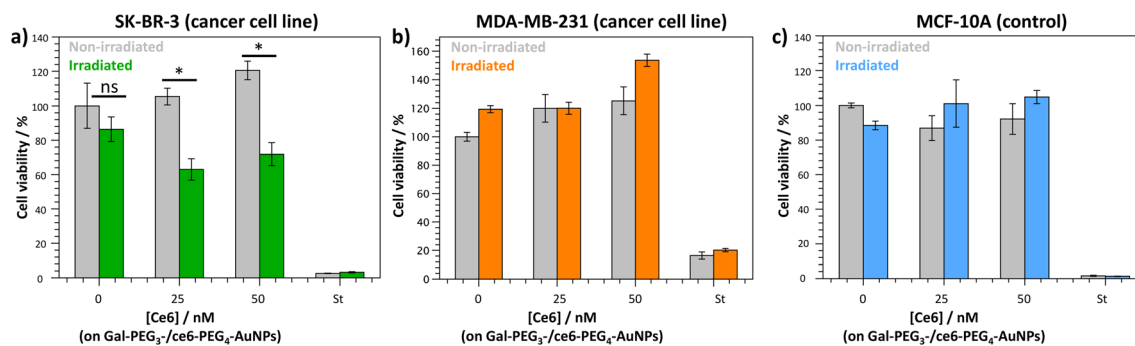 SK-BR-3 (cancer cell line)
a)
Non-irradiated
Irradiated
ns
*
*
140
120
100
80
60
40
20
0
Cell viability / %
0
25
50
St
[Ce6] / nM
(on Gal-PEG₃-/ce6-PEG₄-AuNPs)
MDA-MB-231 (cancer cell line)
b)
Non-irradiated
Irradiated
160
140
120
100
80
60
40
20
0
Cell viability / %
0
25
50
St
[Ce6] / nM
(on Gal-PEG₃-/ce6-PEG₄-AuNPs)
MCF-10A (control)
c)
Non-irradiated
Irradiated
140
120
100
80
60
40
20
0
Cell viability / %
0
25
50
St
[Ce6] / nM
(on Gal-PEG₃-/ce6-PEG₄-AuNPs)